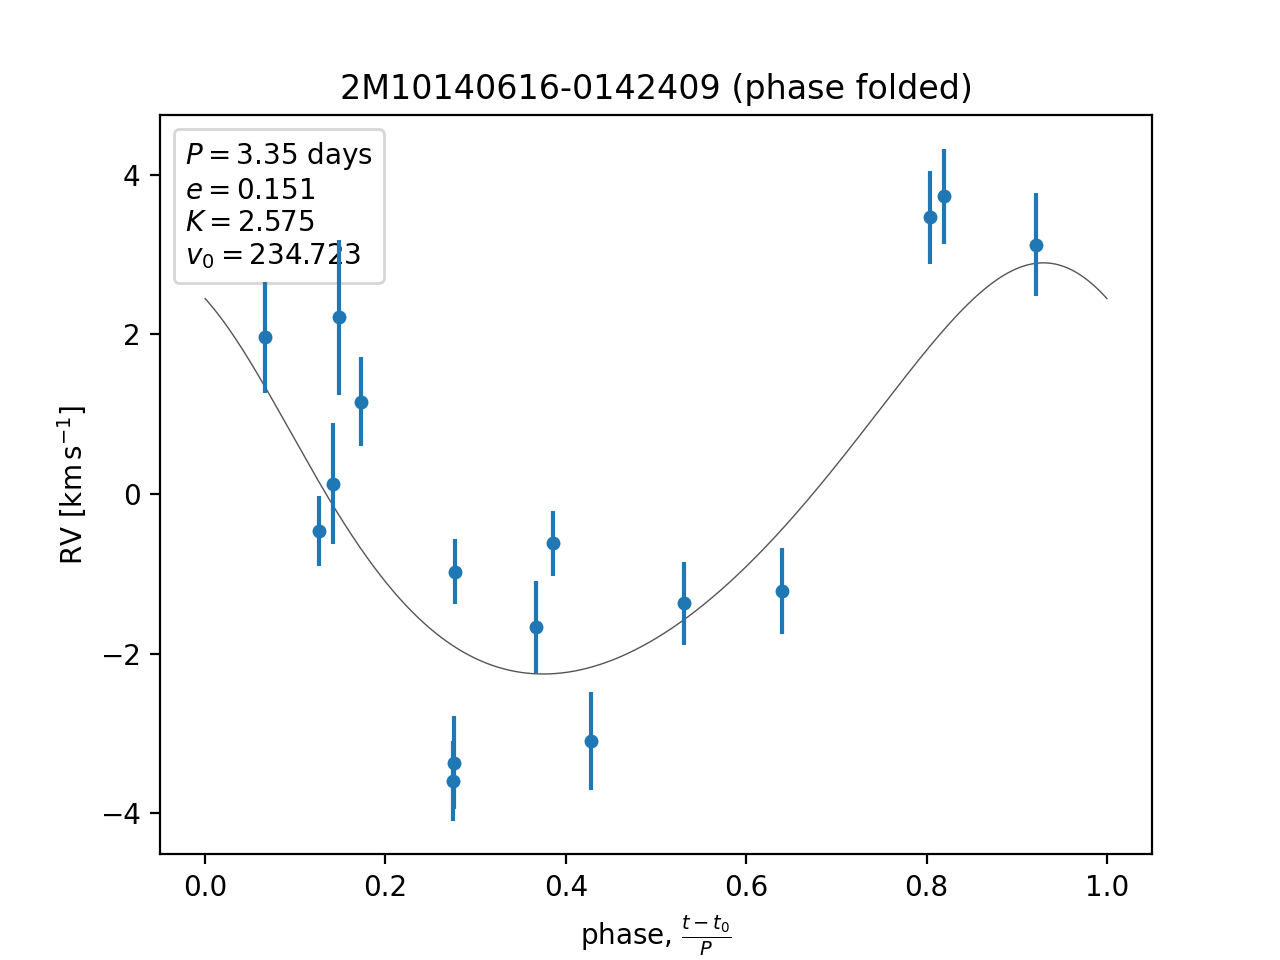 2M10140616-0142409 (phase folded)
P = 3.35 days
e = 0.151
K = 2.575
v₀ = 234.723
4
2
0
−2
−4
RV [km s⁻¹]
0.0 0.2 0.4 0.6 0.8 1.0
phase, (t − t₀)/P